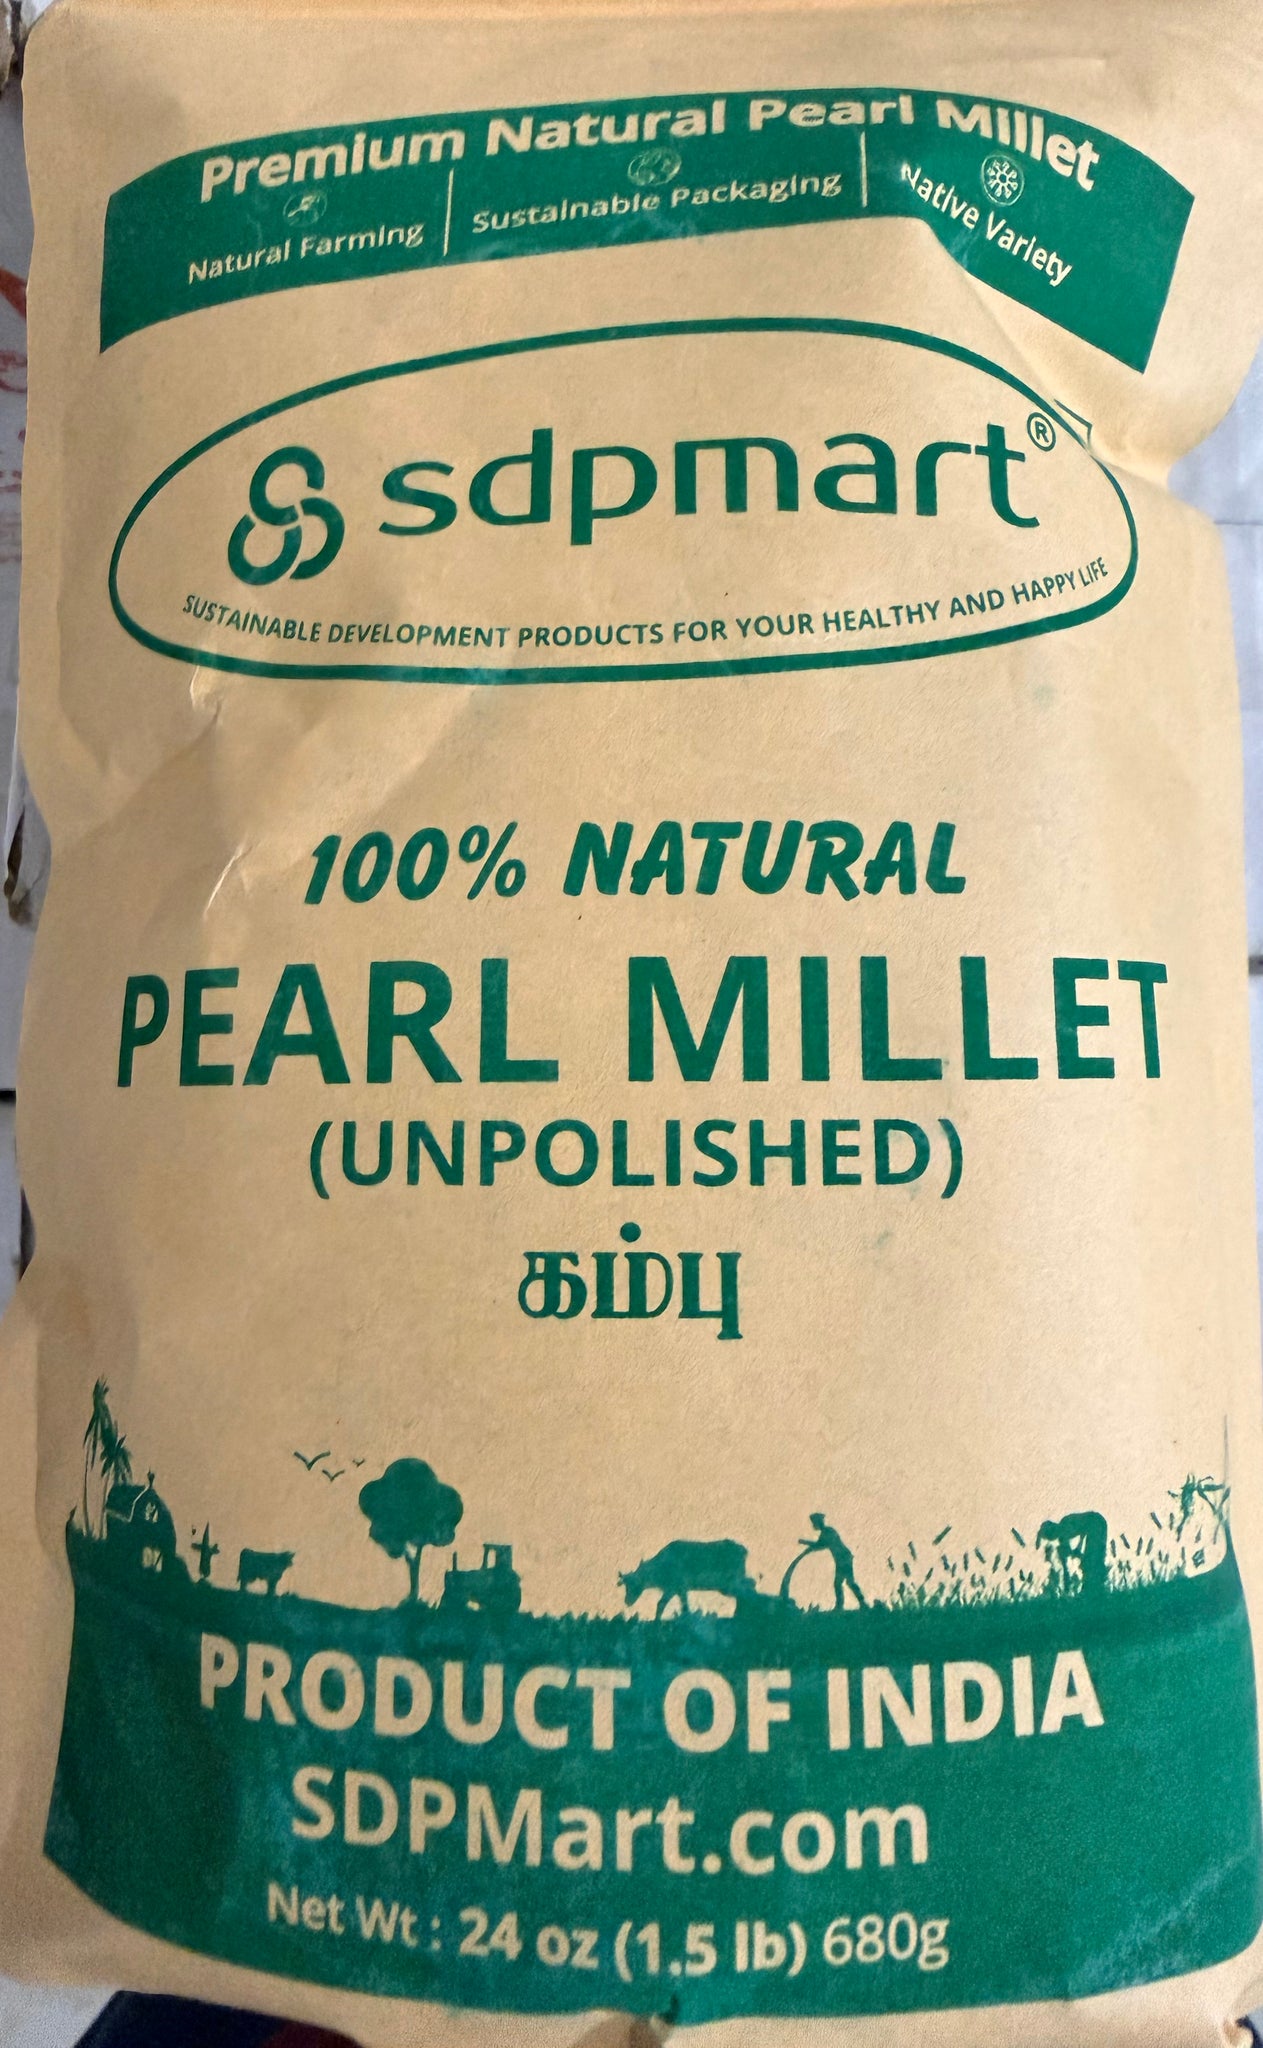 Premium Natural Pearl Millet
Natural Farming
Sustainable Packaging
Native Variety
sdpmart®
SUSTAINABLE DEVELOPMENT PRODUCTS FOR YOUR HEALTHY AND HAPPY LIFE
100% NATURAL
PEARL MILLET
(UNPOLISHED)
கம்பு
PRODUCT OF INDIA
SDPMart.com
Net Wt : 24 oz (1.5 lb) 680g